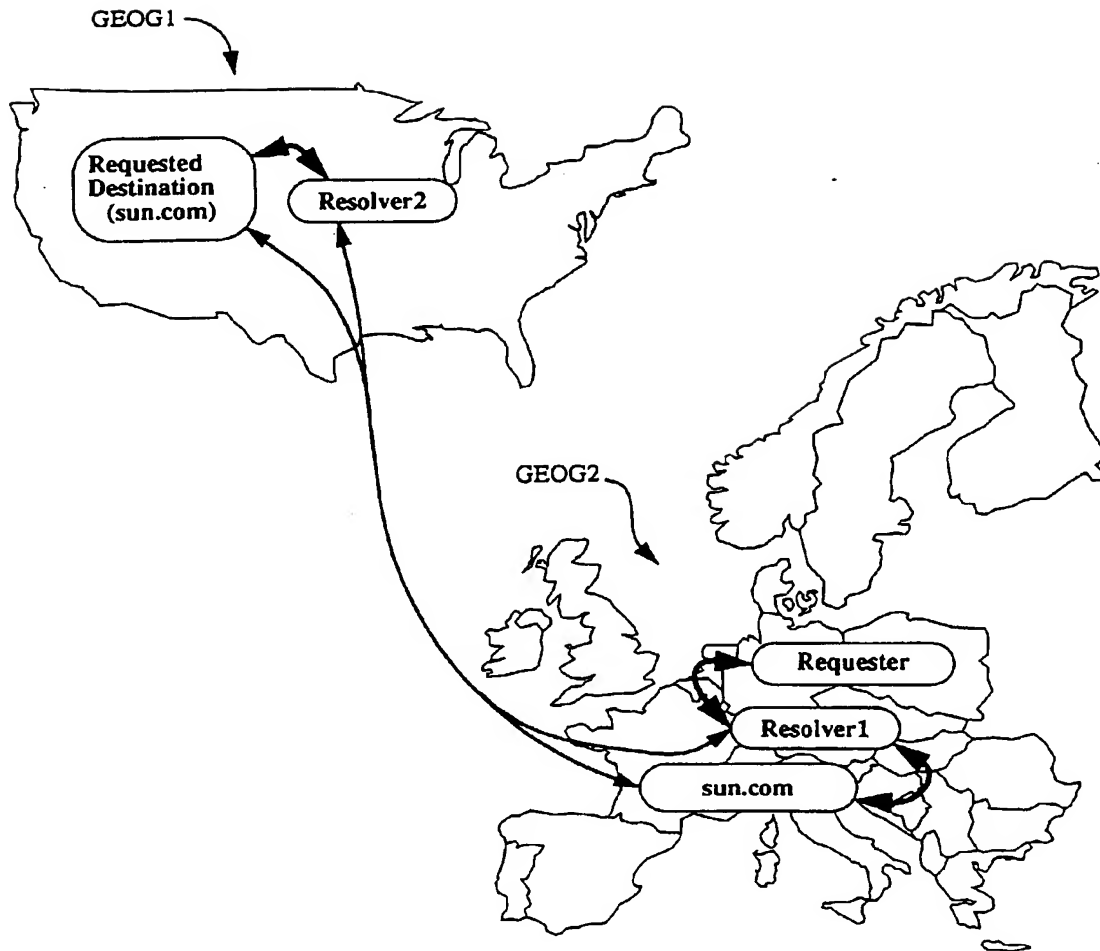 GEOG1
Requested
Destination
(sun.com)
Resolver2
GEOG2
Requester
Resolver1
sun.com